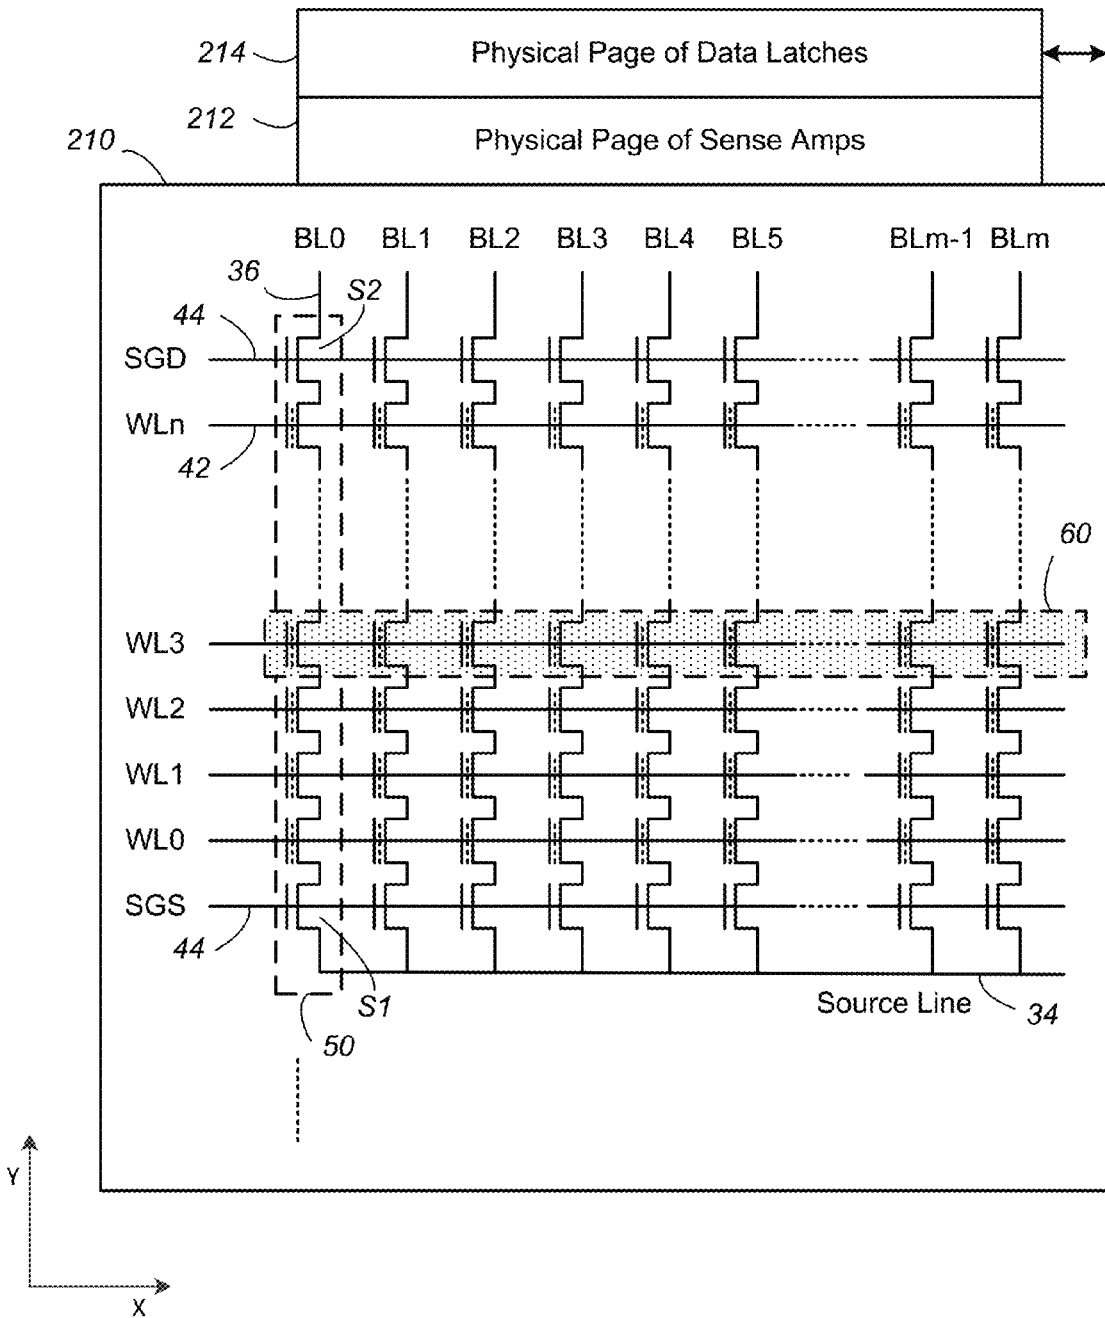 214
Physical Page of Data Latches
212
Physical Page of Sense Amps
210
BL0 BL1 BL2 BL3 BL4 BL5 BLm-1 BLm
36
S2
44
SGD
WLn
42
60
WL3
WL2
WL1
WL0
SGS
44
S1
Source Line
34
50
Y
X